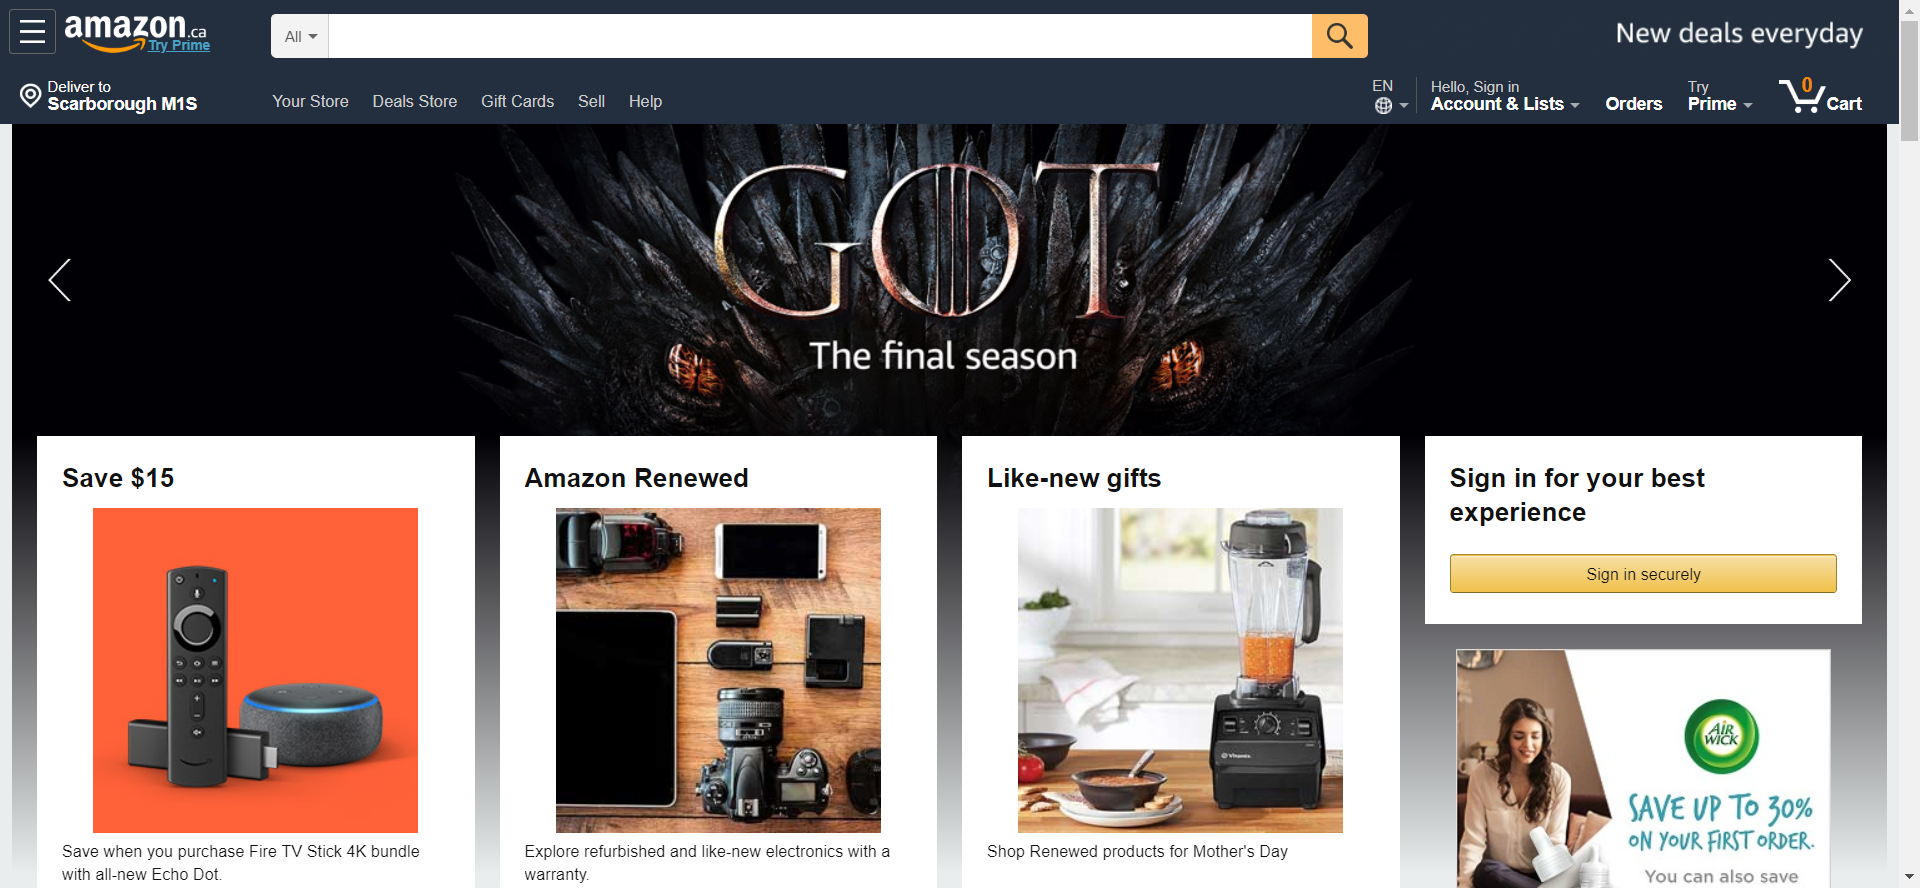 amazon.ca
Try Prime
All
New deals everyday
Deliver to
Scarborough M1S
Your Store
Deals Store
Gift Cards
Sell
Help
EN
Hello, Sign in
Account & Lists
Orders
Try
Prime
0
Cart
GOT
The final season
Save $15
Save when you purchase Fire TV Stick 4K bundle
with all-new Echo Dot.
Amazon Renewed
Explore refurbished and like-new electronics with a
warranty.
Like-new gifts
Vitamix
Shop Renewed products for Mother's Day
Sign in for your best
experience
Sign in securely
AIR
WICK
SAVE UP TO 30%
ON YOUR FIRST ORDER.
You can also save